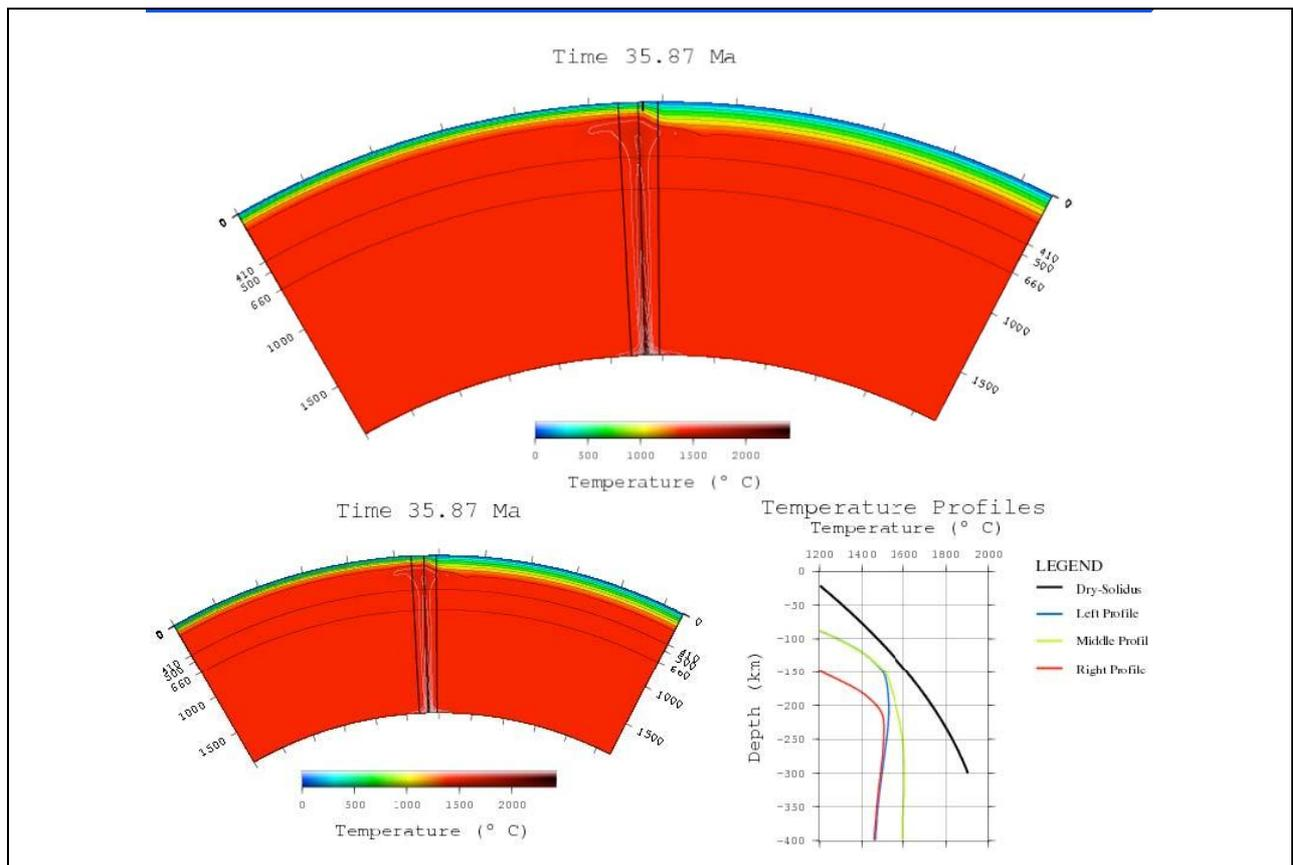 Time 35.87 Ma
0
410
500
660
1000
1500
0
410
500
660
1000
1500
0 500 1000 1500 2000
Temperature (° C)
Time 35.87 Ma
0
410
500
660
1000
1500
0
410
500
660
1000
1500
0 500 1000 1500 2000
Temperature (° C)
Temperature Profiles
Temperature (° C)
1200 1400 1600 1800 2000
0
-50
-100
-150
-200
-250
-300
-350
-400
Depth (km)
LEGEND
Dry-Solidus
Left Profile
Middle Profil
Right Profile